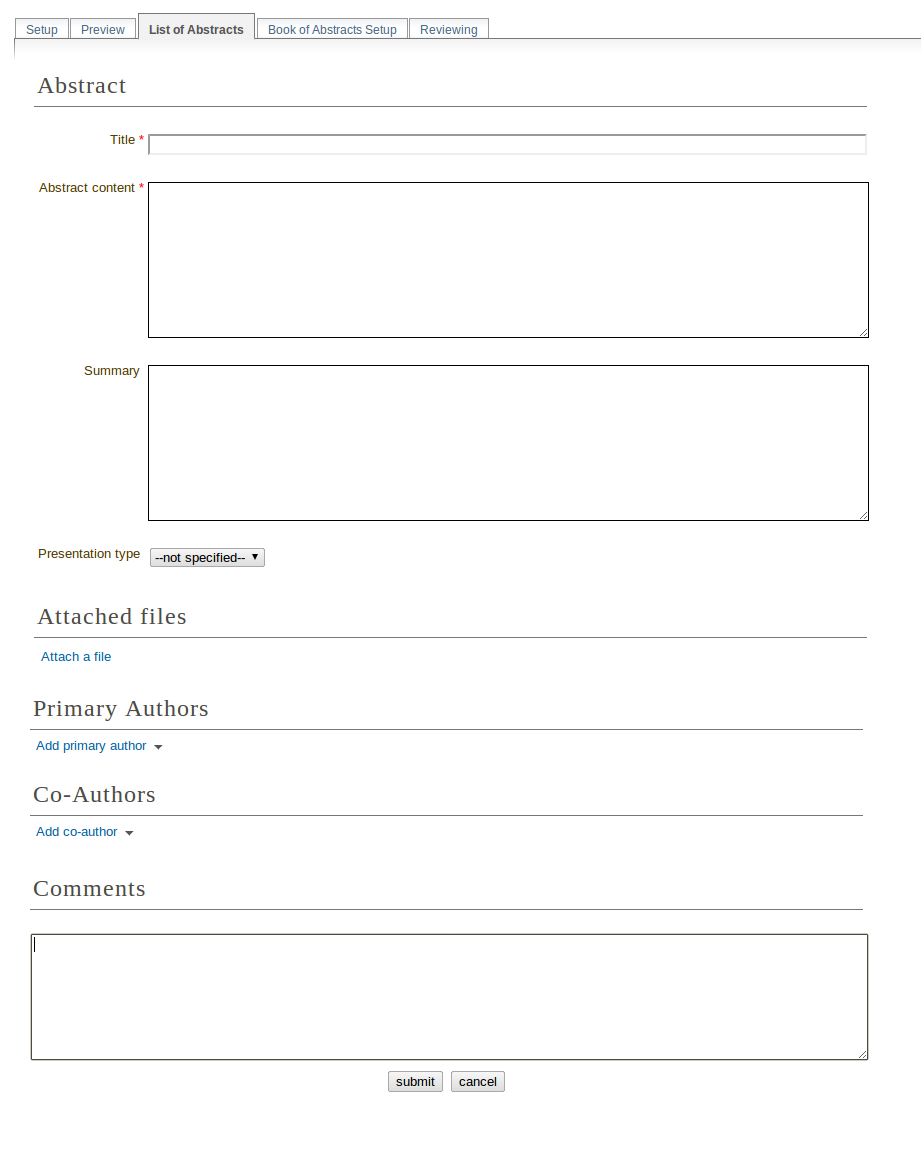 Setup Preview List of Abstracts Book of Abstracts Setup Reviewing
Abstract
Title *
Abstract content *
Summary
Presentation type --not specified--
Attached files
Attach a file
Primary Authors
Add primary author
Co-Authors
Add co-author
Comments
submit cancel